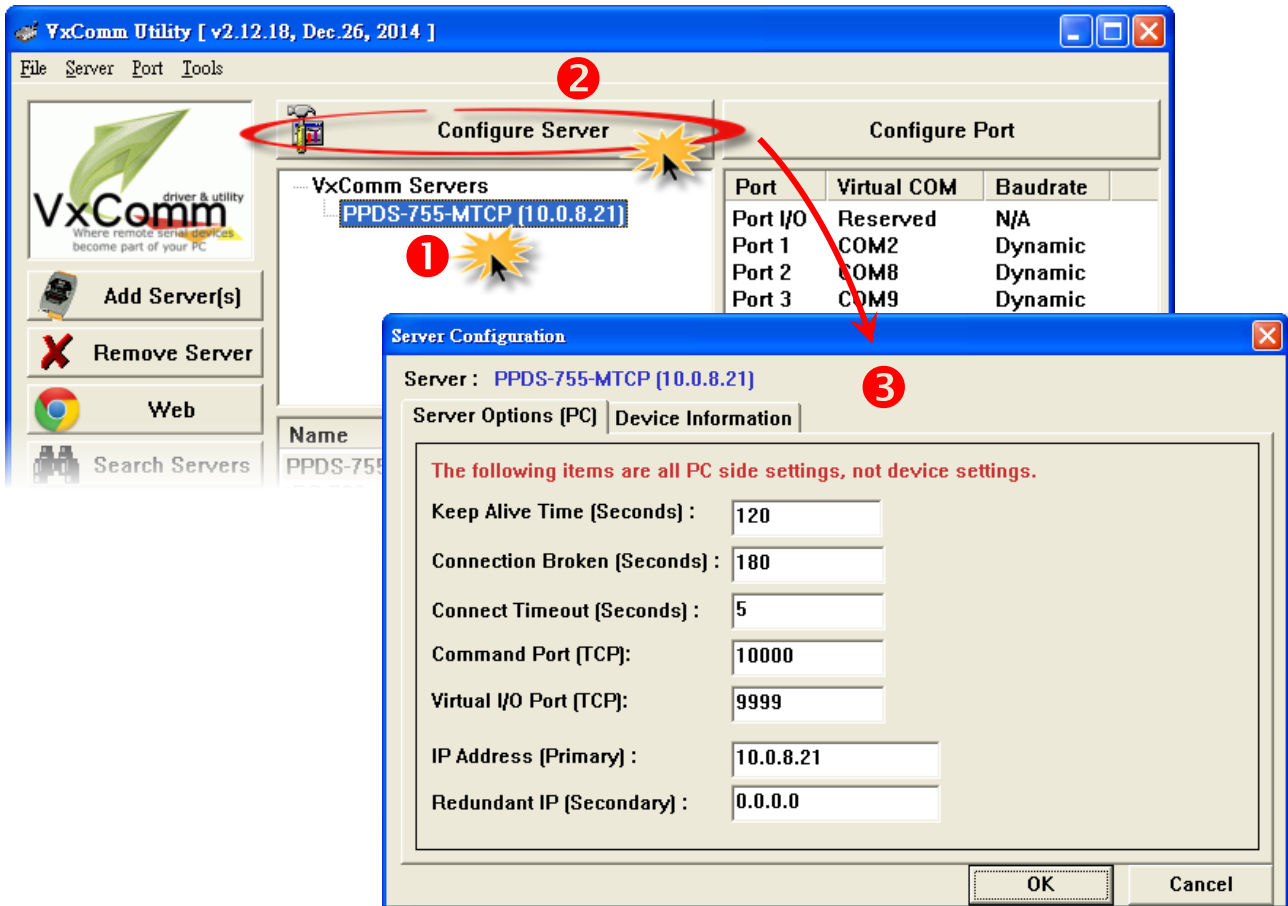 VxComm Utility [ v2.12.18, Dec.26, 2014 ]
File Server Port Tools
2
Configure Server
Configure Port
driver & utility
VxComm
Where remote serial devices
become part of your PC
VxComm Servers
PPDS-755-MTCP (10.0.8.21)
1
Port Virtual COM Baudrate
Port I/O Reserved N/A
Port 1 COM2 Dynamic
Port 2 COM8 Dynamic
Port 3 COM9 Dynamic
Add Server(s)
Remove Server
Web
Search Servers
Name
PPDS-755
Server Configuration
Server : PPDS-755-MTCP (10.0.8.21)
3
Server Options (PC) Device Information
The following items are all PC side settings, not device settings.
Keep Alive Time (Seconds) : 120
Connection Broken (Seconds) : 180
Connect Timeout (Seconds) : 5
Command Port (TCP): 10000
Virtual I/O Port (TCP): 9999
IP Address (Primary) : 10.0.8.21
Redundant IP (Secondary) : 0.0.0.0
OK Cancel